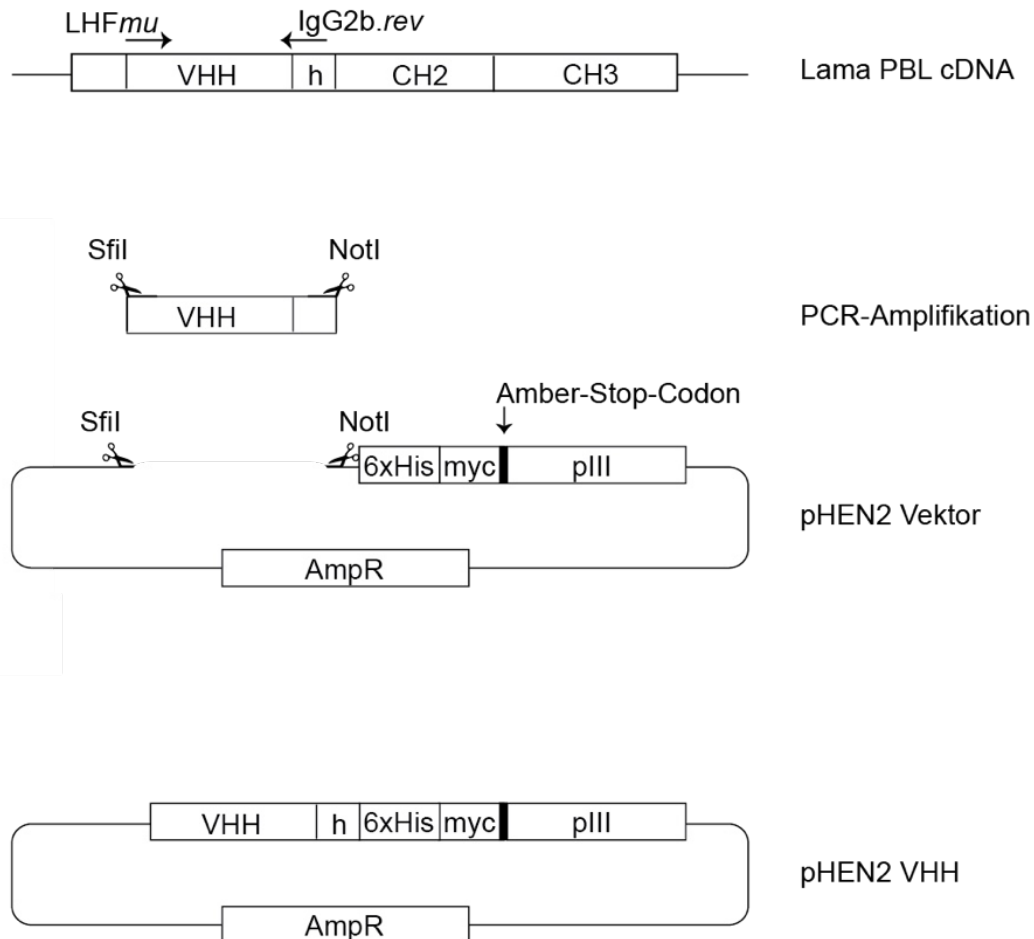 LHFmu IgG2b.rev
VHH h CH2 CH3 Lama PBL cDNA
SfiI NotI
VHH PCR-Amplifikation
Amber-Stop-Codon
SfiI NotI
6xHis myc pIII
pHEN2 Vektor
AmpR
VHH h 6xHis myc pIII
pHEN2 VHH
AmpR